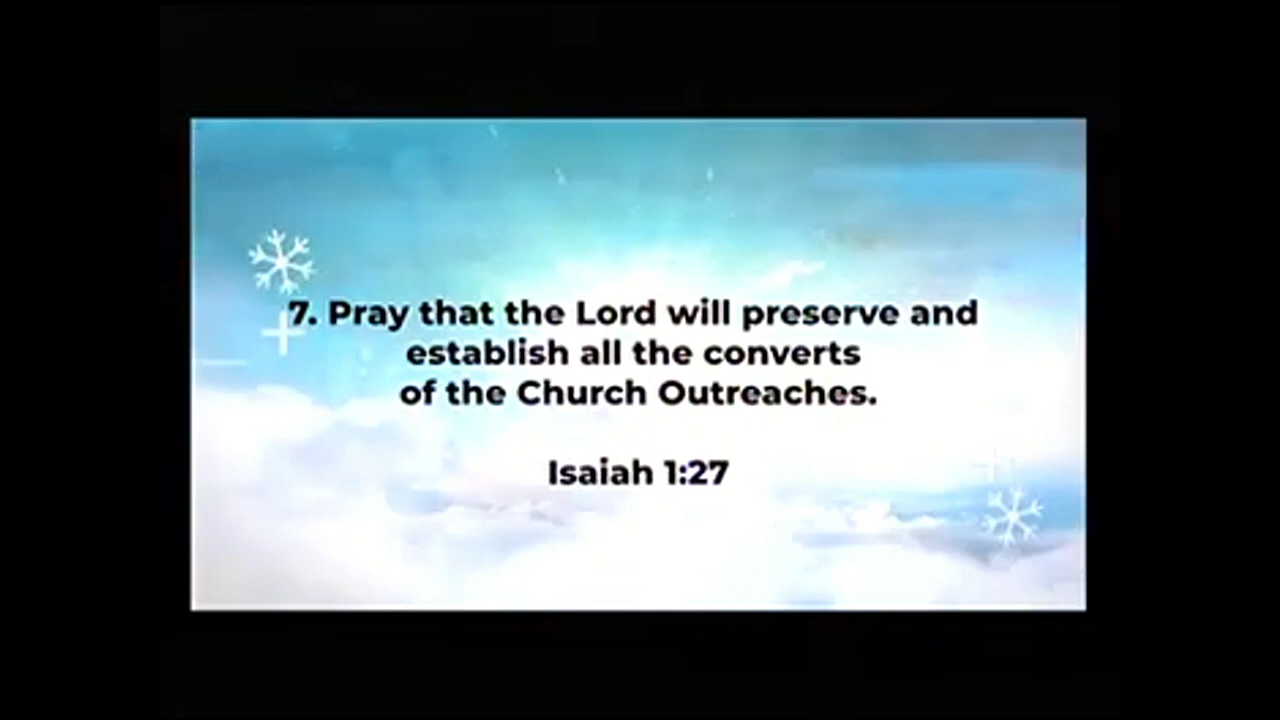 7. Pray that the Lord will preserve and
establish all the converts
of the Church Outreaches.
Isaiah 1:27